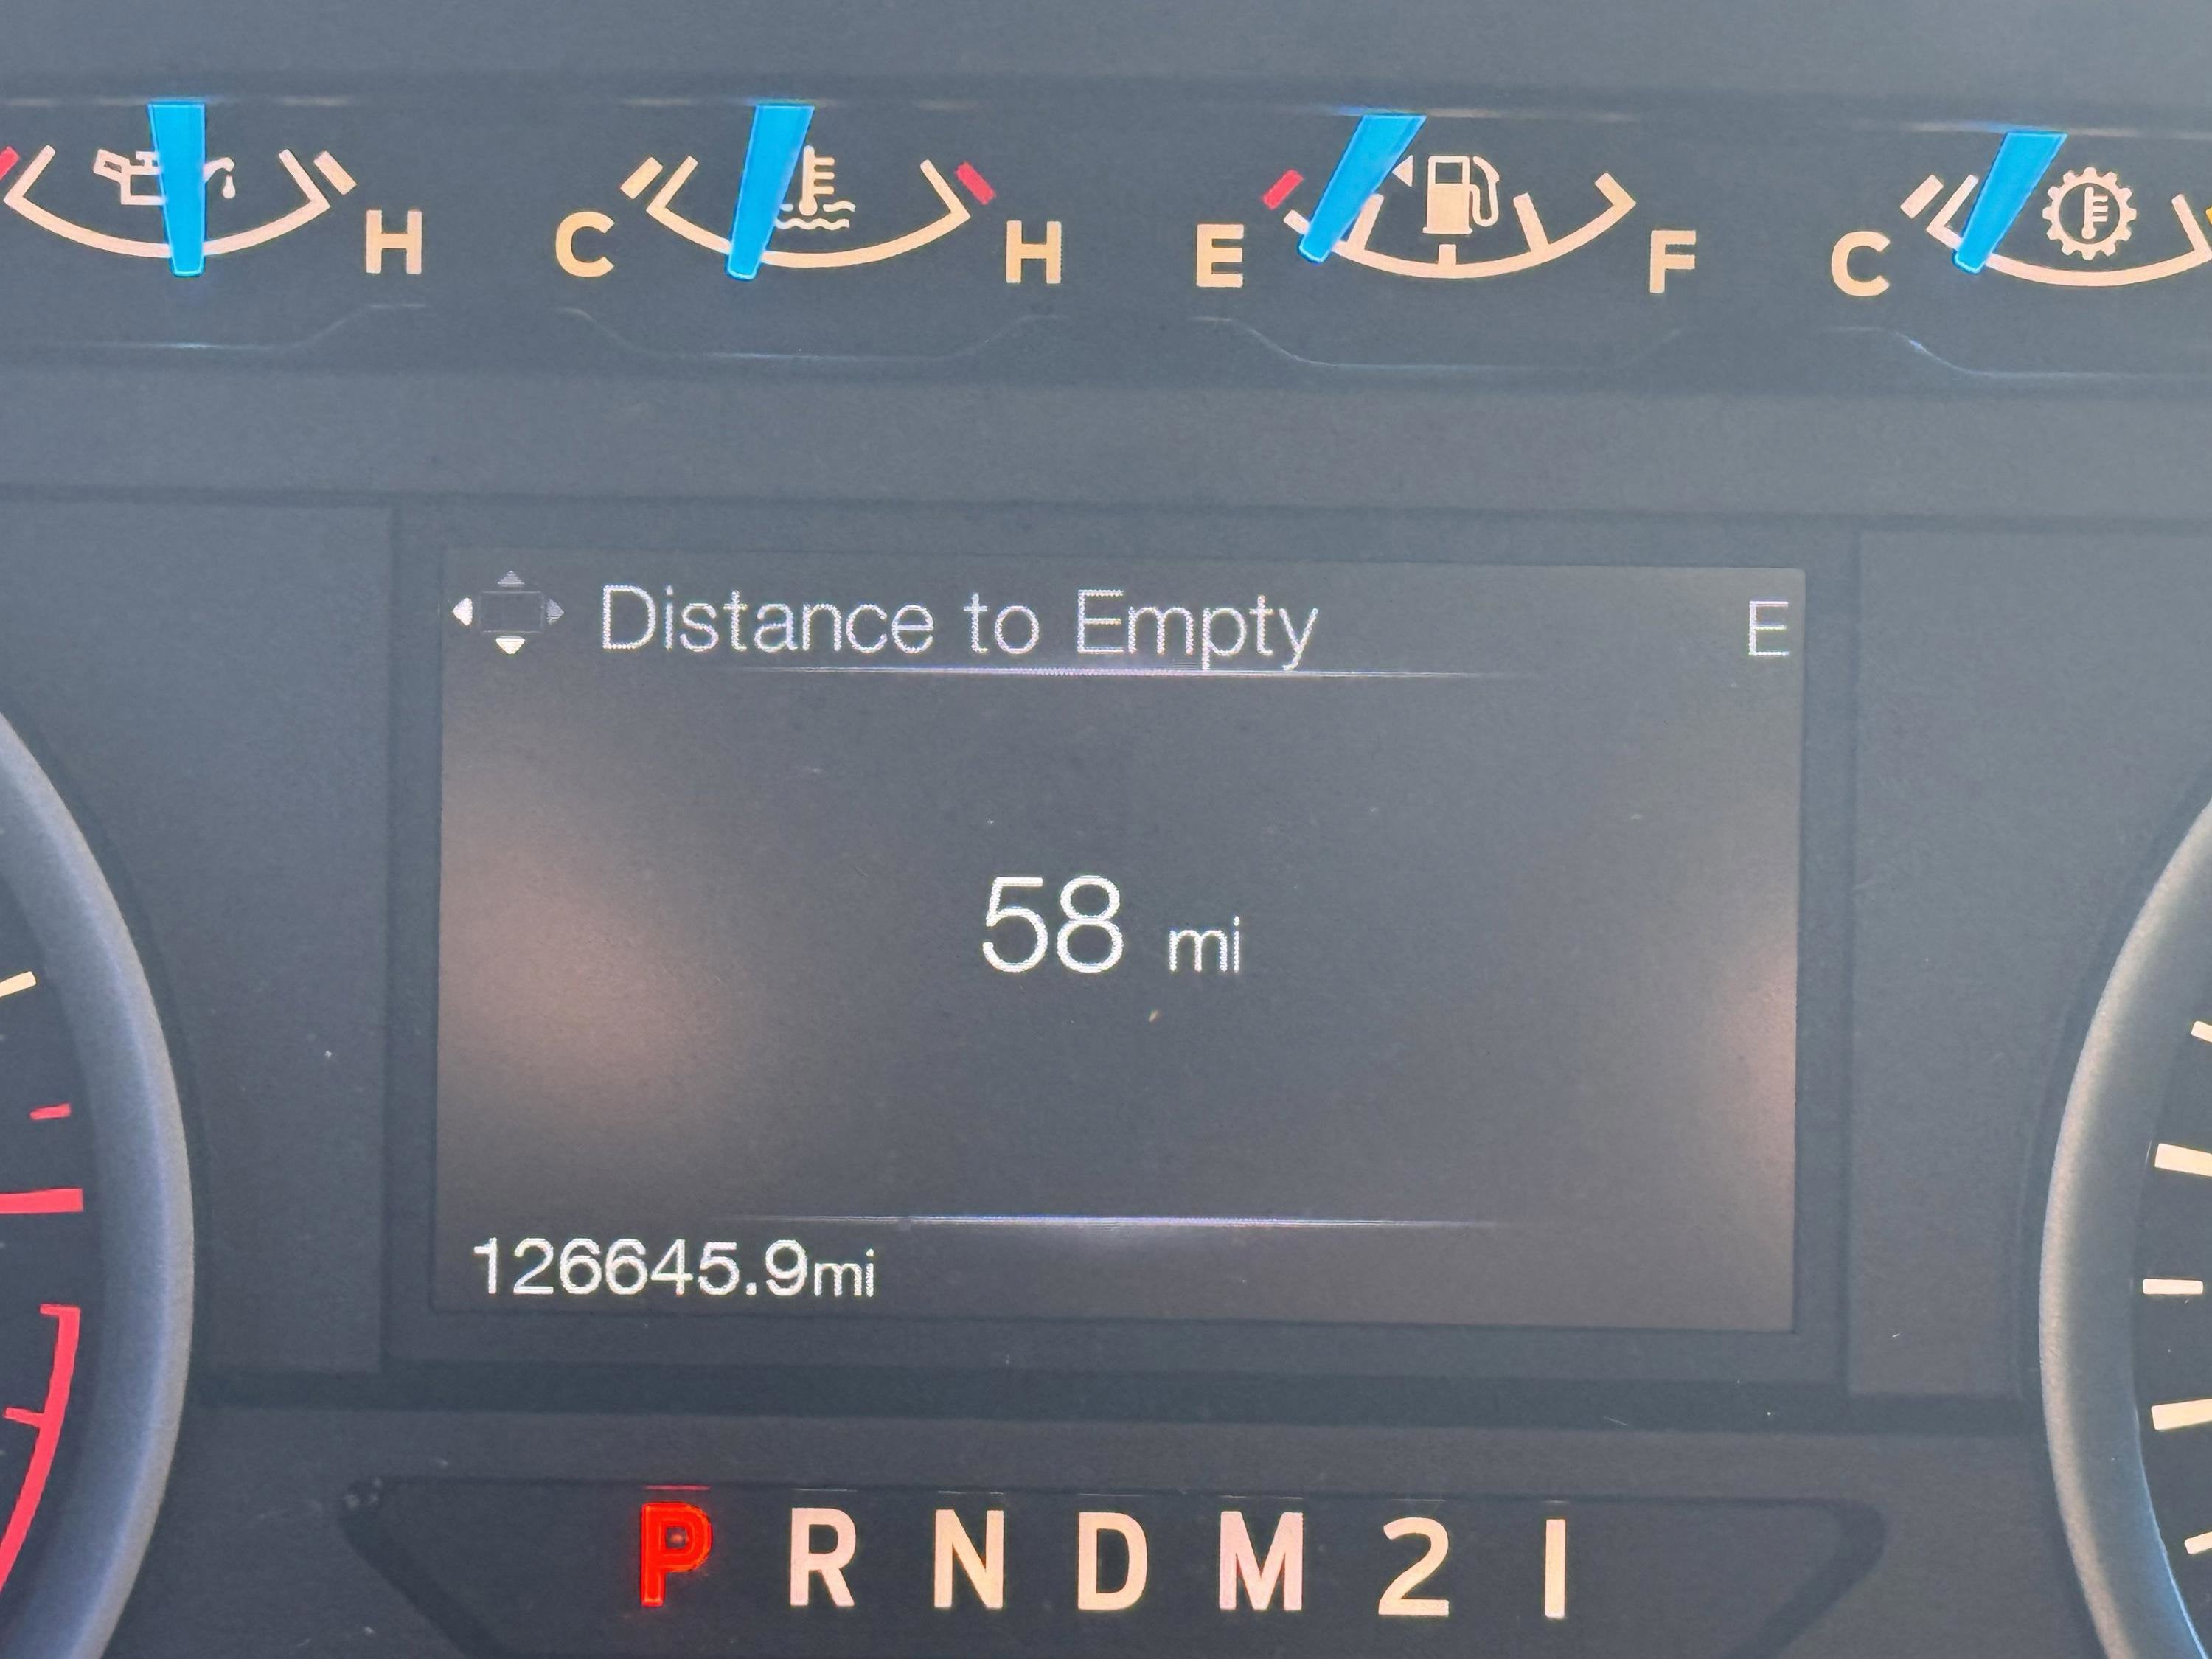 H C H E F C
Distance to Empty E
58 mi
126645.9mi
P R N D M 2 1